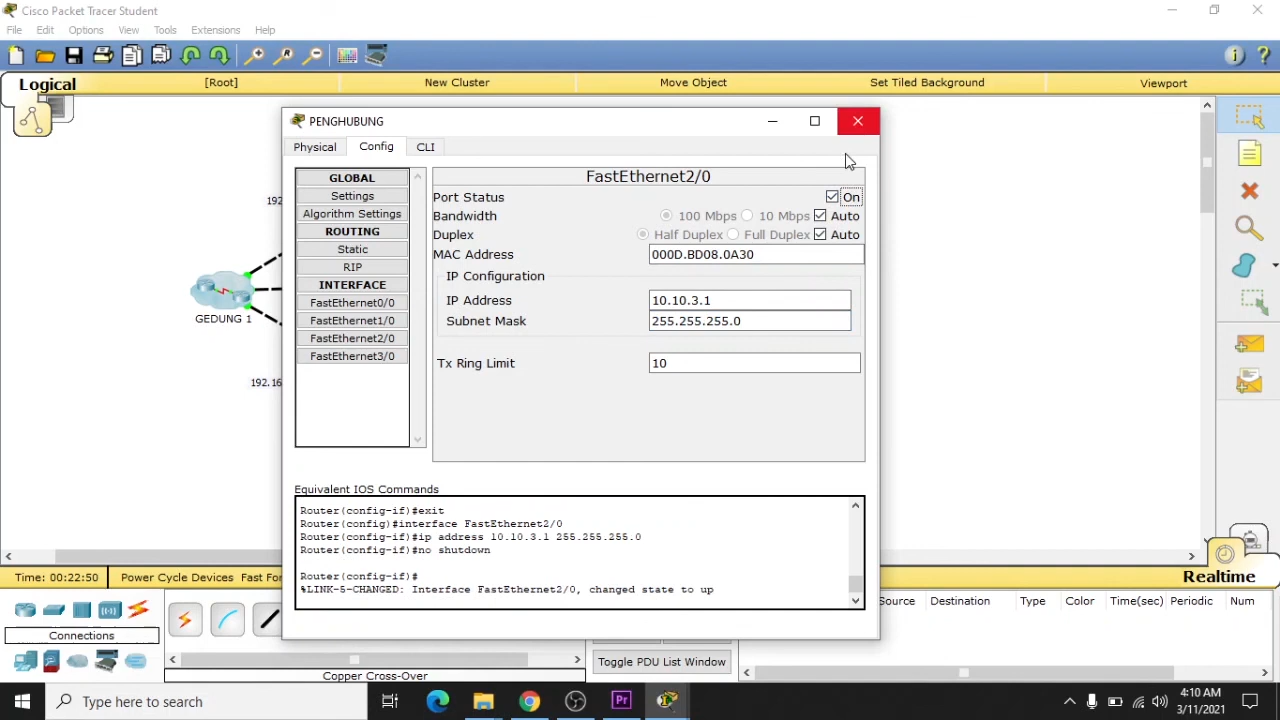 Cisco Packet Tracer Student
File Edit Options View Tools Extensions Help
Logical [Root] New Cluster Move Object Set Tiled Background Viewport
PENGHUBUNG
Physical Config CLI
GLOBAL
Settings
Algorithm Settings
ROUTING
Static
RIP
INTERFACE
FastEthernet0/0
FastEthernet1/0
FastEthernet2/0
FastEthernet3/0
FastEthernet2/0
Port Status On
Bandwidth 100 Mbps 10 Mbps Auto
Duplex Half Duplex Full Duplex Auto
MAC Address 000D.BD08.0A30
IP Configuration
IP Address 10.10.3.1
Subnet Mask 255.255.255.0
Tx Ring Limit 10
192
GEDUNG 1
192.16
Equivalent IOS Commands
Router(config-if)#exit
Router(config)#interface FastEthernet2/0
Router(config-if)#ip address 10.10.3.1 255.255.255.0
Router(config-if)#no shutdown
Router(config-if)#
%LINK-5-CHANGED: Interface FastEthernet2/0, changed state to up
Time: 00:22:50 Power Cycle Devices Fast For
Realtime
Connections
Copper Cross-Over
Toggle PDU List Window
Source Destination Type Color Time(sec) Periodic Num
Type here to search
4:10 AM
3/11/2021